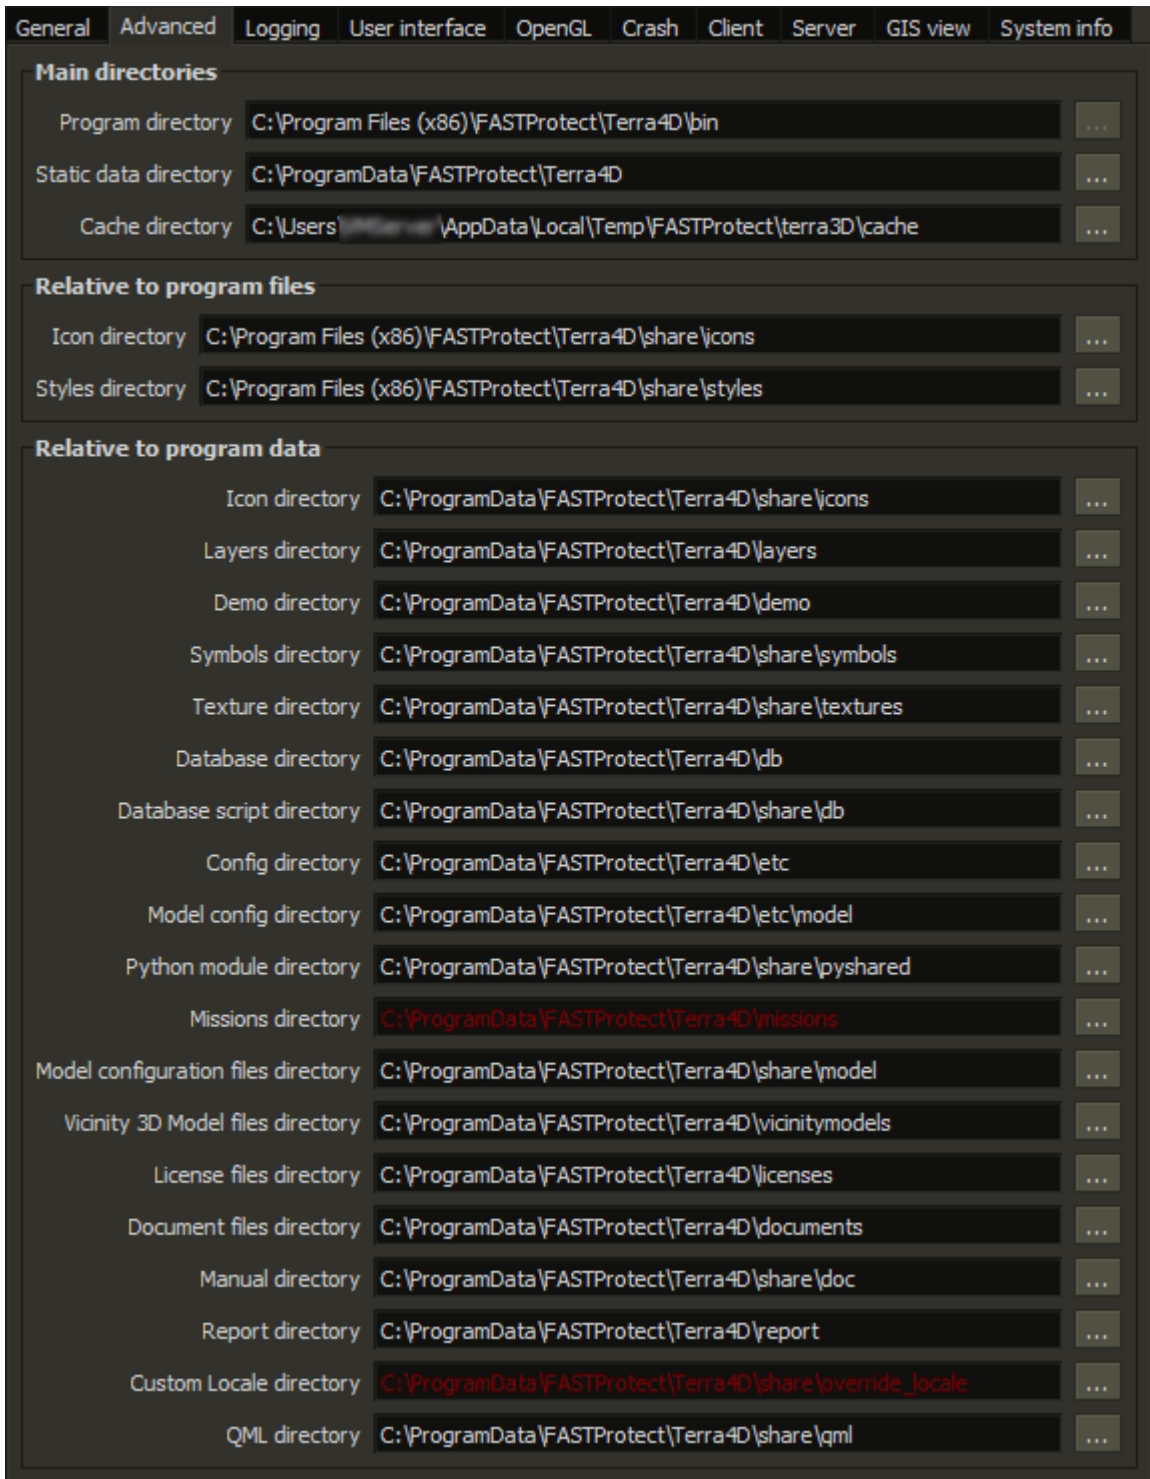 General Advanced Logging User interface OpenGL Crash Client Server GIS view System info
Main directories
Program directory C:\Program Files (x86)\FASTProtect\Terra4D\bin ...
Static data directory C:\ProgramData\FASTProtect\Terra4D ...
Cache directory C:\Users\ \AppData\Local\Temp\FASTProtect\terra3D\cache ...
Relative to program files
Icon directory C:\Program Files (x86)\FASTProtect\Terra4D\share\icons ...
Styles directory C:\Program Files (x86)\FASTProtect\Terra4D\share\styles ...
Relative to program data
Icon directory C:\ProgramData\FASTProtect\Terra4D\share\icons ...
Layers directory C:\ProgramData\FASTProtect\Terra4D\layers ...
Demo directory C:\ProgramData\FASTProtect\Terra4D\demo ...
Symbols directory C:\ProgramData\FASTProtect\Terra4D\share\symbols ...
Texture directory C:\ProgramData\FASTProtect\Terra4D\share\textures ...
Database directory C:\ProgramData\FASTProtect\Terra4D\db ...
Database script directory C:\ProgramData\FASTProtect\Terra4D\share\db ...
Config directory C:\ProgramData\FASTProtect\Terra4D\etc ...
Model config directory C:\ProgramData\FASTProtect\Terra4D\etc\model ...
Python module directory C:\ProgramData\FASTProtect\Terra4D\share\pyshared ...
Missions directory C:\ProgramData\FASTProtect\Terra4D\missions ...
Model configuration files directory C:\ProgramData\FASTProtect\Terra4D\share\model ...
Vicinity 3D Model files directory C:\ProgramData\FASTProtect\Terra4D\vicinitymodels ...
License files directory C:\ProgramData\FASTProtect\Terra4D\licenses ...
Document files directory C:\ProgramData\FASTProtect\Terra4D\documents ...
Manual directory C:\ProgramData\FASTProtect\Terra4D\share\doc ...
Report directory C:\ProgramData\FASTProtect\Terra4D\report ...
Custom Locale directory C:\ProgramData\FASTProtect\Terra4D\share\override_locale ...
QML directory C:\ProgramData\FASTProtect\Terra4D\share\qml ...